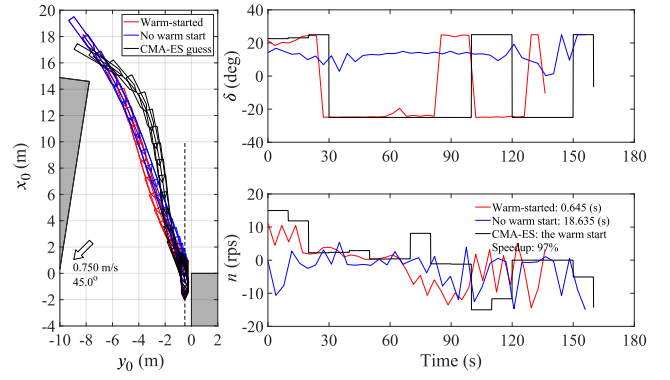 Warm-started
No warm start
CMA-ES guess
20
18
16
14
12
10
8
6
4
2
0
-2
-4
x₀ (m)
0.750 m/s
45.0°
-10 -8 -6 -4 -2 0 2
y₀ (m)
40
20
0
-20
-40
δ (deg)
0 30 60 90 120 150 180
20
10
0
-10
-20
n (rps)
Warm-started: 0.645 (s)
No warm start: 18.635 (s)
CMA-ES: the warm start
Speedup: 97%
0 30 60 90 120 150 180
Time (s)